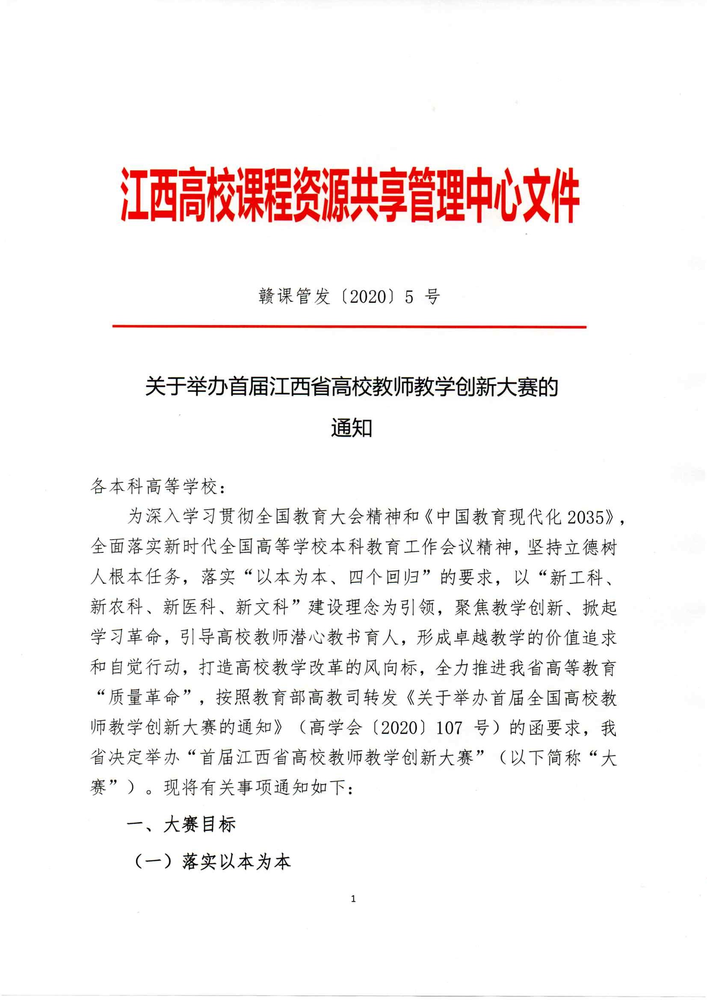 江西高校课程资源共享管理中心文件
赣课管发〔2020〕5 号
关于举办首届江西省高校教师教学创新大赛的
通知
各本科高等学校：
为深入学习贯彻全国教育大会精神和《中国教育现代化 2035》，
全面落实新时代全国高等学校本科教育工作会议精神，坚持立德树
人根本任务，落实“以本为本、四个回归”的要求，以“新工科、
新农科、新医科、新文科”建设理念为引领，聚焦教学创新、掀起
学习革命，引导高校教师潜心教书育人，形成卓越教学的价值追求
和自觉行动，打造高校教学改革的风向标，全力推进我省高等教育
“质量革命”，按照教育部高教司转发《关于举办首届全国高校教
师教学创新大赛的通知》（高学会〔2020〕107 号）的函要求，我
省决定举办“首届江西省高校教师教学创新大赛”（以下简称“大
赛”）。现将有关事项通知如下：
一、大赛目标
（一）落实以本为本
1